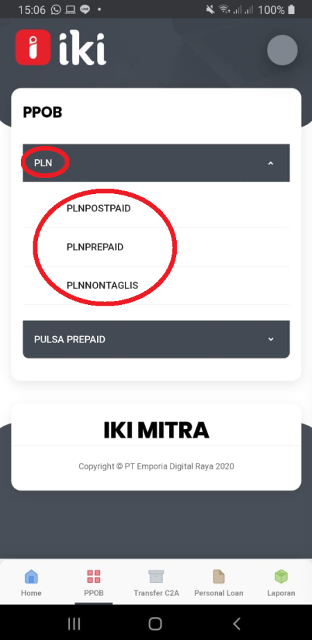 15:06 100%
iki
PPOB
PLN
PLNPOSTPAID
PLNPREPAID
PLNNONTAGLIS
PULSA PREPAID
IKI MITRA
Copyright © PT Emporia Digital Raya 2020
Home PPOB Transfer C2A Personal Loan Laporan